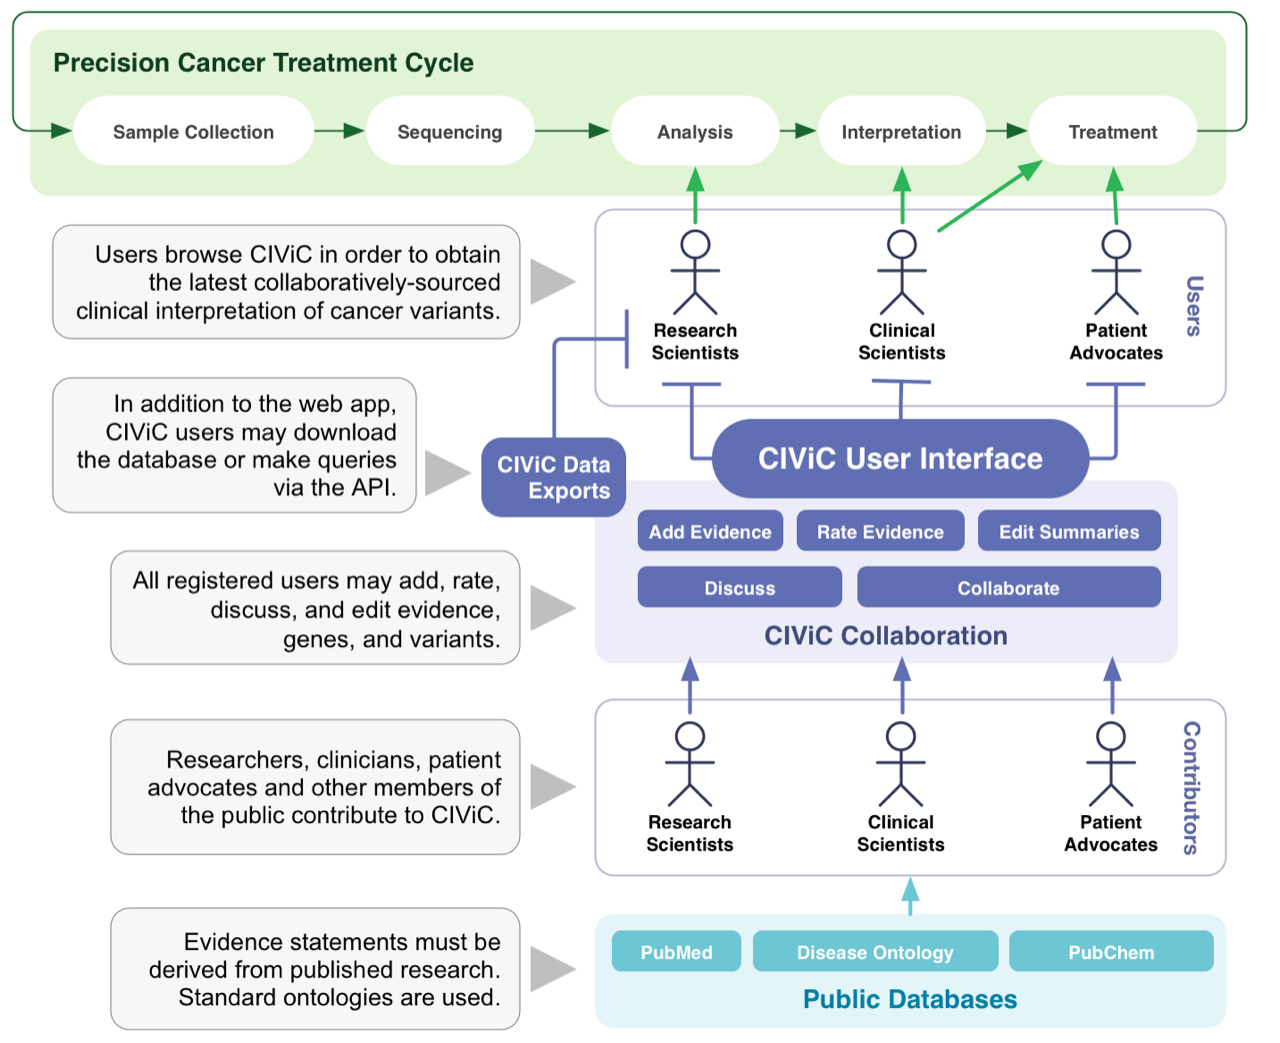 Precision Cancer Treatment Cycle
Sample Collection
Sequencing
Analysis
Interpretation
Treatment
Users browse CIViC in order to obtain
the latest collaboratively-sourced
clinical interpretation of cancer variants.
Research
Scientists
Clinical
Scientists
Patient
Advocates
Users
In addition to the web app,
CIViC users may download
the database or make queries
via the API.
CIViC Data
Exports
CIViC User Interface
Add Evidence
Rate Evidence
Edit Summaries
Discuss
Collaborate
CIViC Collaboration
All registered users may add, rate,
discuss, and edit evidence,
genes, and variants.
Researchers, clinicians, patient
advocates and other members of
the public contribute to CIViC.
Research
Scientists
Clinical
Scientists
Patient
Advocates
Contributors
Evidence statements must be
derived from published research.
Standard ontologies are used.
PubMed
Disease Ontology
PubChem
Public Databases